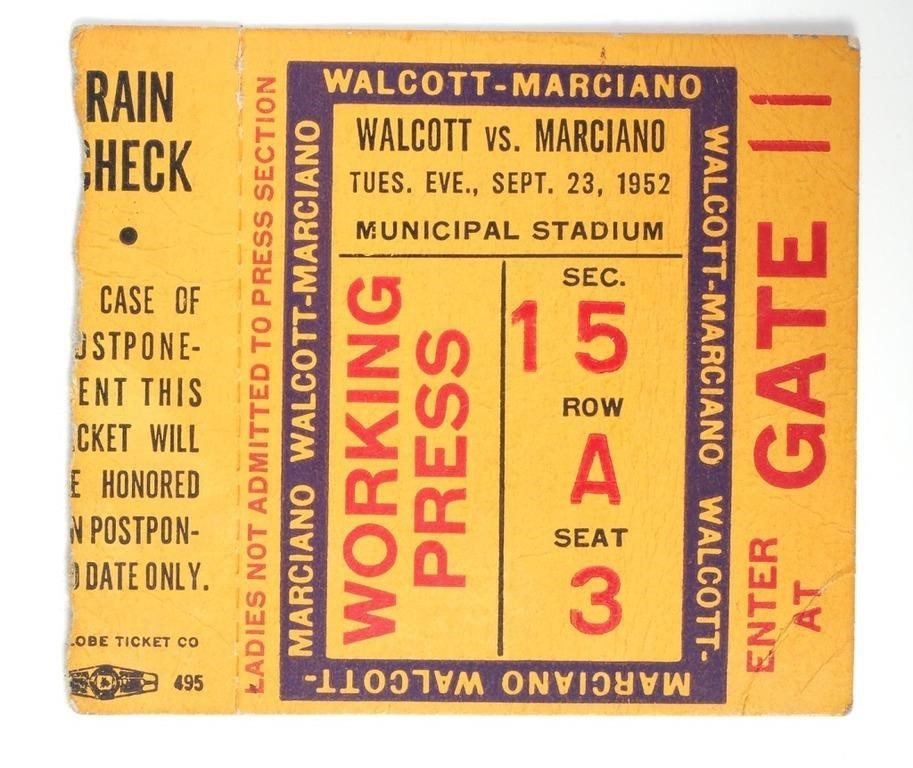 RAIN
CHECK
CASE OF
OSTPONE-
ENT THIS
CKET WILL
E HONORED
N POSTPON-
D DATE ONLY.
LOBE TICKET CO
495
LADIES NOT ADMITTED TO PRESS SECTION
WALCOTT-MARCIANO
WALCOTT-MARCIANO WALCOTT-
MARCIANO WALCOTT-
MARCIANO WALCOTT-MARCIANO
WALCOTT VS. MARCIANO
TUES. EVE., SEPT. 23, 1952
MUNICIPAL STADIUM
WORKING
PRESS
SEC.
15
ROW
A
SEAT
3
ENTER
AT
GATE 11